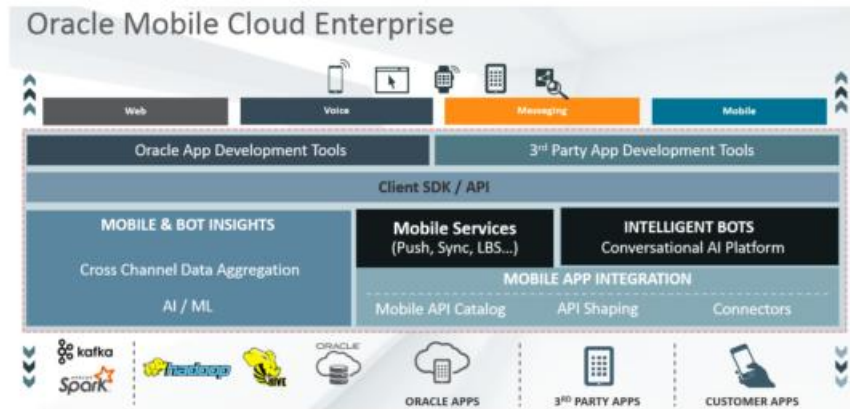 Oracle Mobile Cloud Enterprise
Web Voice Messaging Mobile
Oracle App Development Tools 3rd Party App Development Tools
Client SDK / API
MOBILE & BOT INSIGHTS
Cross Channel Data Aggregation
AI / ML
Mobile Services
(Push, Sync, LBS...)
INTELLIGENT BOTS
Conversational AI Platform
MOBILE APP INTEGRATION
Mobile API Catalog API Shaping Connectors
kafka
Spark
hadoop
HIVE
ORACLE
ORACLE APPS 3RD PARTY APPS CUSTOMER APPS